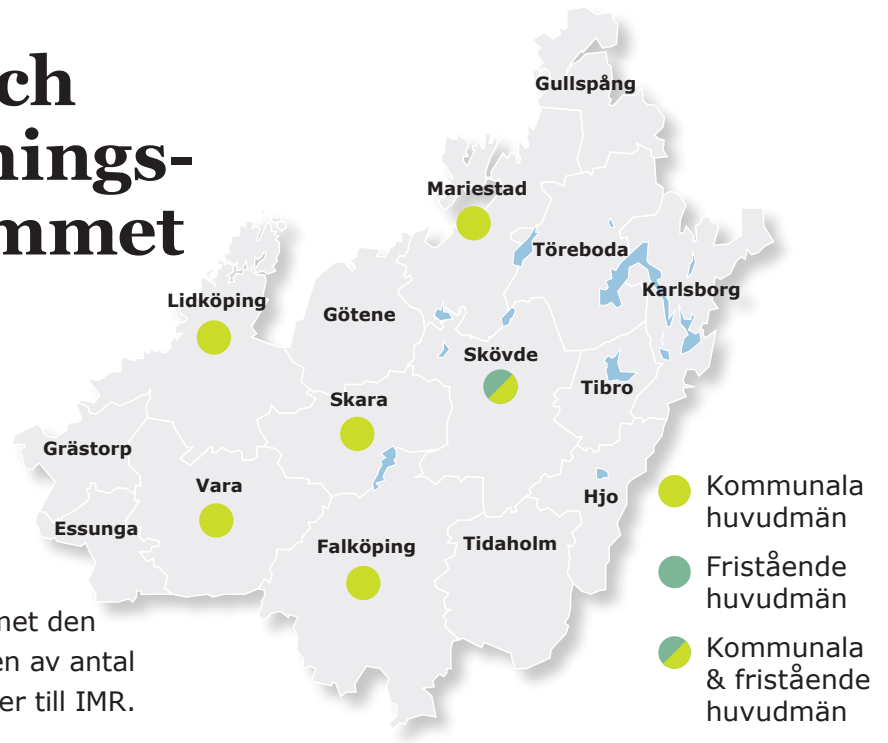 ch
nings-
mmet
Gullspång
Mariestad
Töreboda
Karlsborg
Lidköping
Götene
Skövde
Tibro
Skara
Grästorp
Vara
Hjo
Essunga
Falköping
Tidaholm
Kommunala
huvudmän
Fristående
huvudmän
Kommunala
& fristående
huvudmän
net den
en av antal
er till IMR.